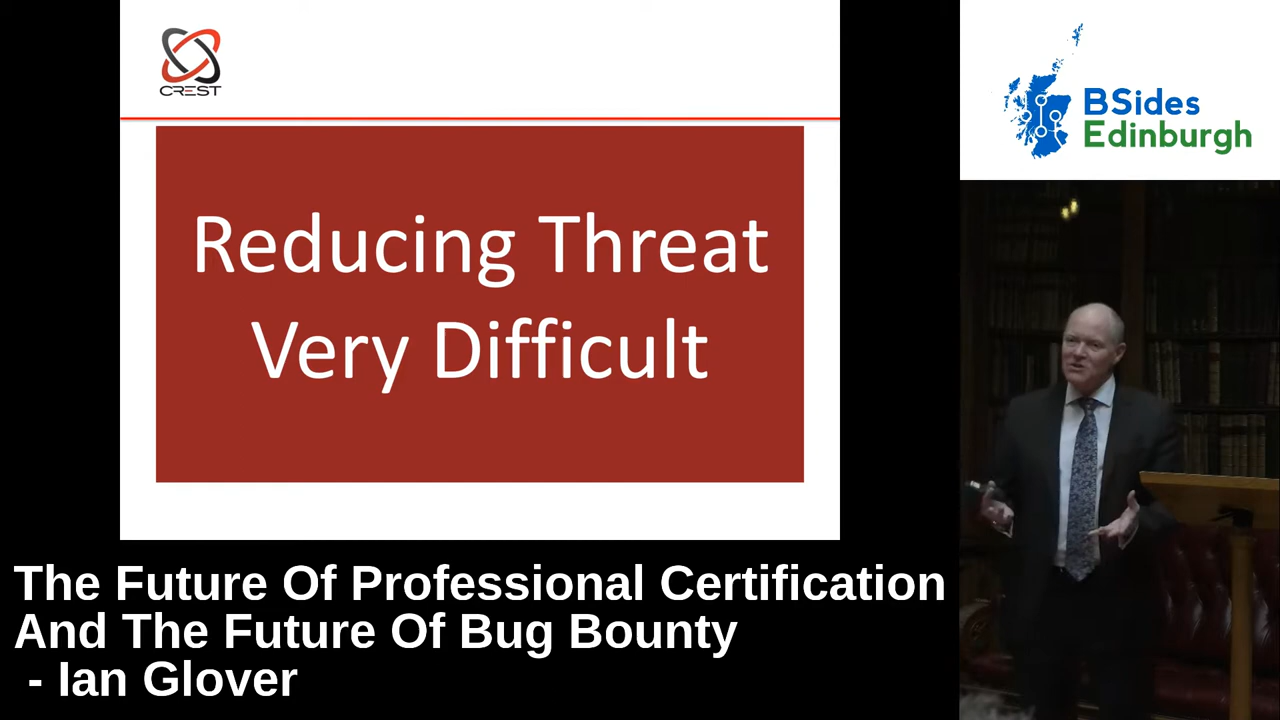 CREST
Reducing Threat
Very Difficult
BSides
Edinburgh
The Future Of Professional Certification
And The Future Of Bug Bounty
- Ian Glover